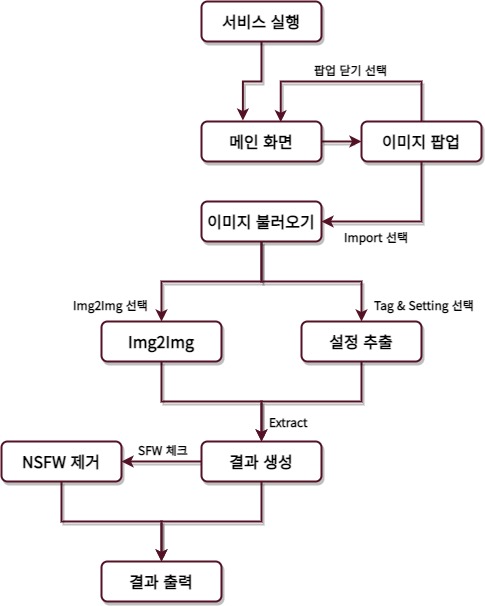 서비스 실행
팝업 닫기 선택
메인 화면
이미지 팝업
이미지 불러오기
Import 선택
Img2Img 선택
Tag & Setting 선택
Img2Img
설정 추출
Extract
SFW 체크
NSFW 제거
결과 생성
결과 출력